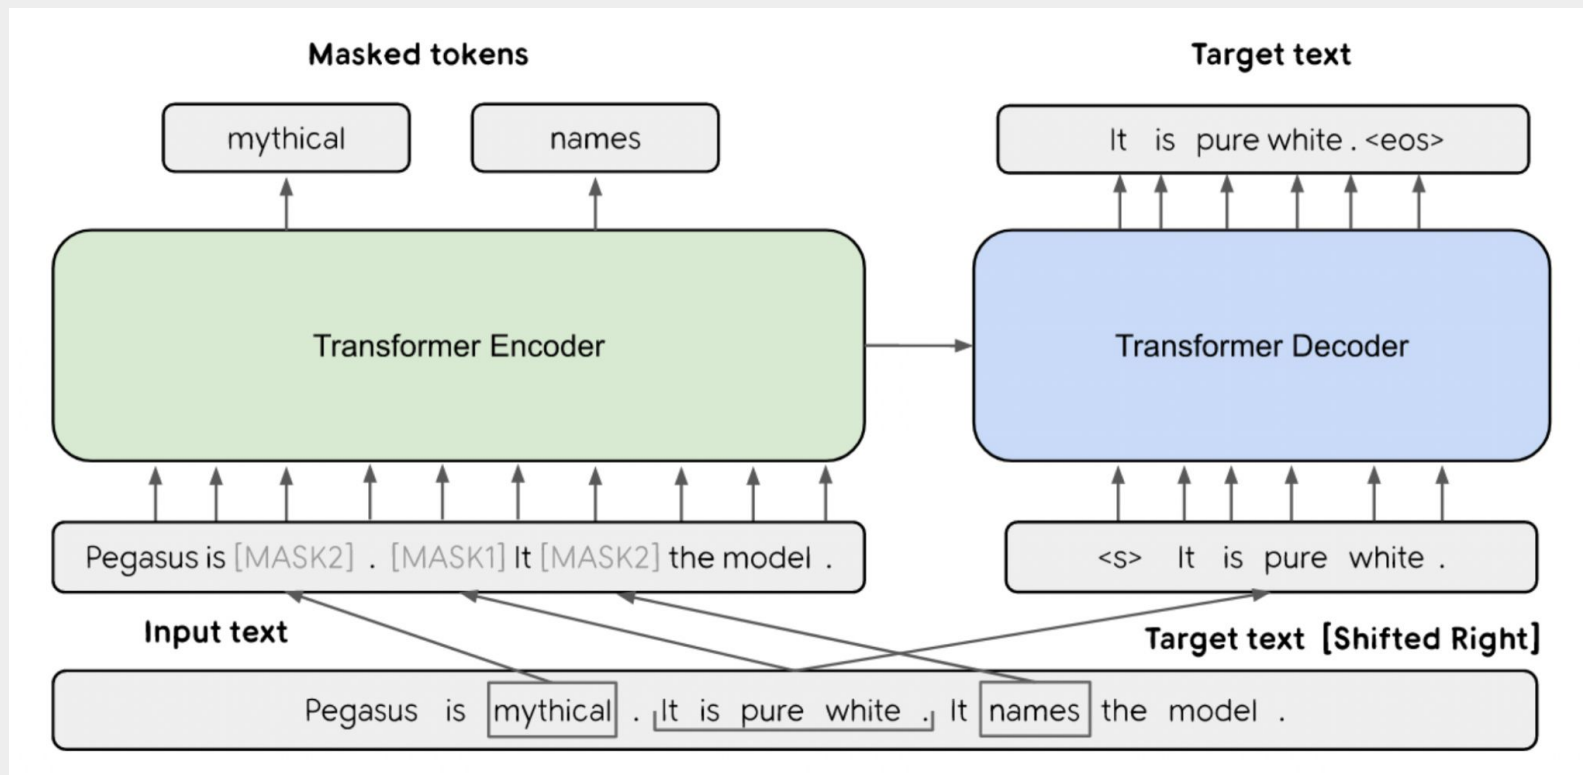 Masked tokens
Target text
mythical
names
It is pure white . <eos>
Transformer Encoder
Transformer Decoder
Pegasus is [MASK2] . [MASK1] It [MASK2] the model .
<s> It is pure white .
Input text
Target text [Shifted Right]
Pegasus is mythical . It is pure white . It names the model .